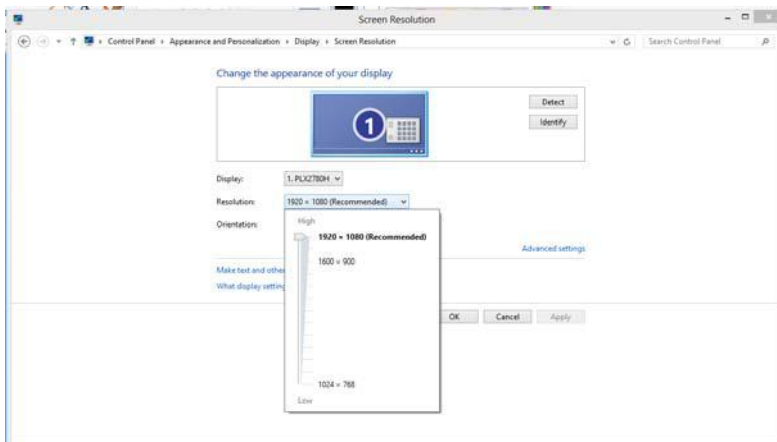 Screen Resolution
Control Panel Appearance and Personalization Display Screen Resolution
Search Control Panel
Change the appearance of your display
1
Detect
Identify
Display: 1. PLX2780H
Resolution: 1920 × 1080 (Recommended)
Orientation:
High
1920 × 1080 (Recommended)
1600 × 900
1024 × 768
Low
Advanced settings
Make text and other
What display setting
OK Cancel Apply